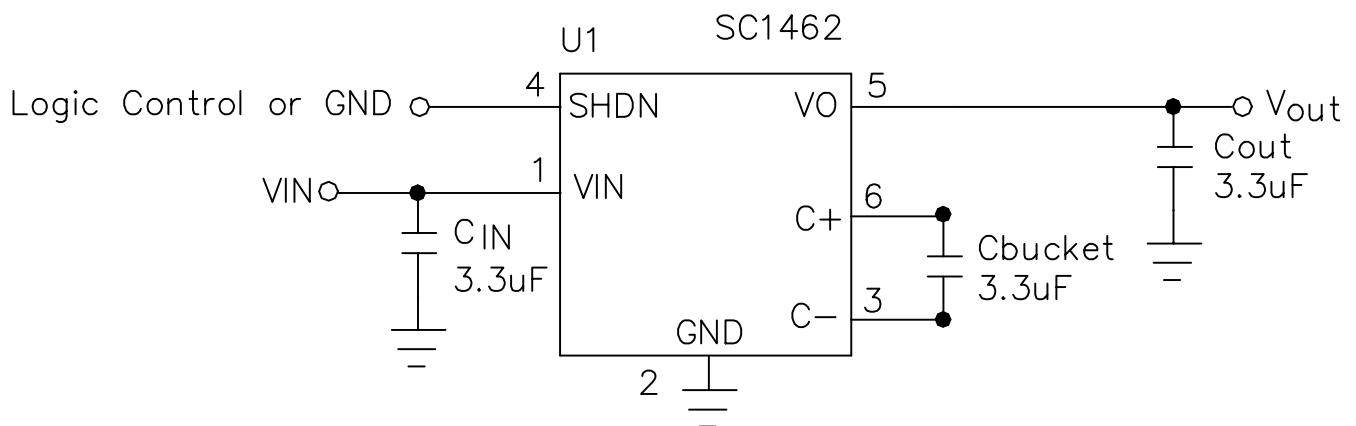 SC1462
U1
Logic Control or GND
4
SHDN
VO
5
Vout
Cout
3.3uF
VIN
1
VIN
CIN
3.3uF
C+
6
Cbucket
3.3uF
C−
3
GND
2